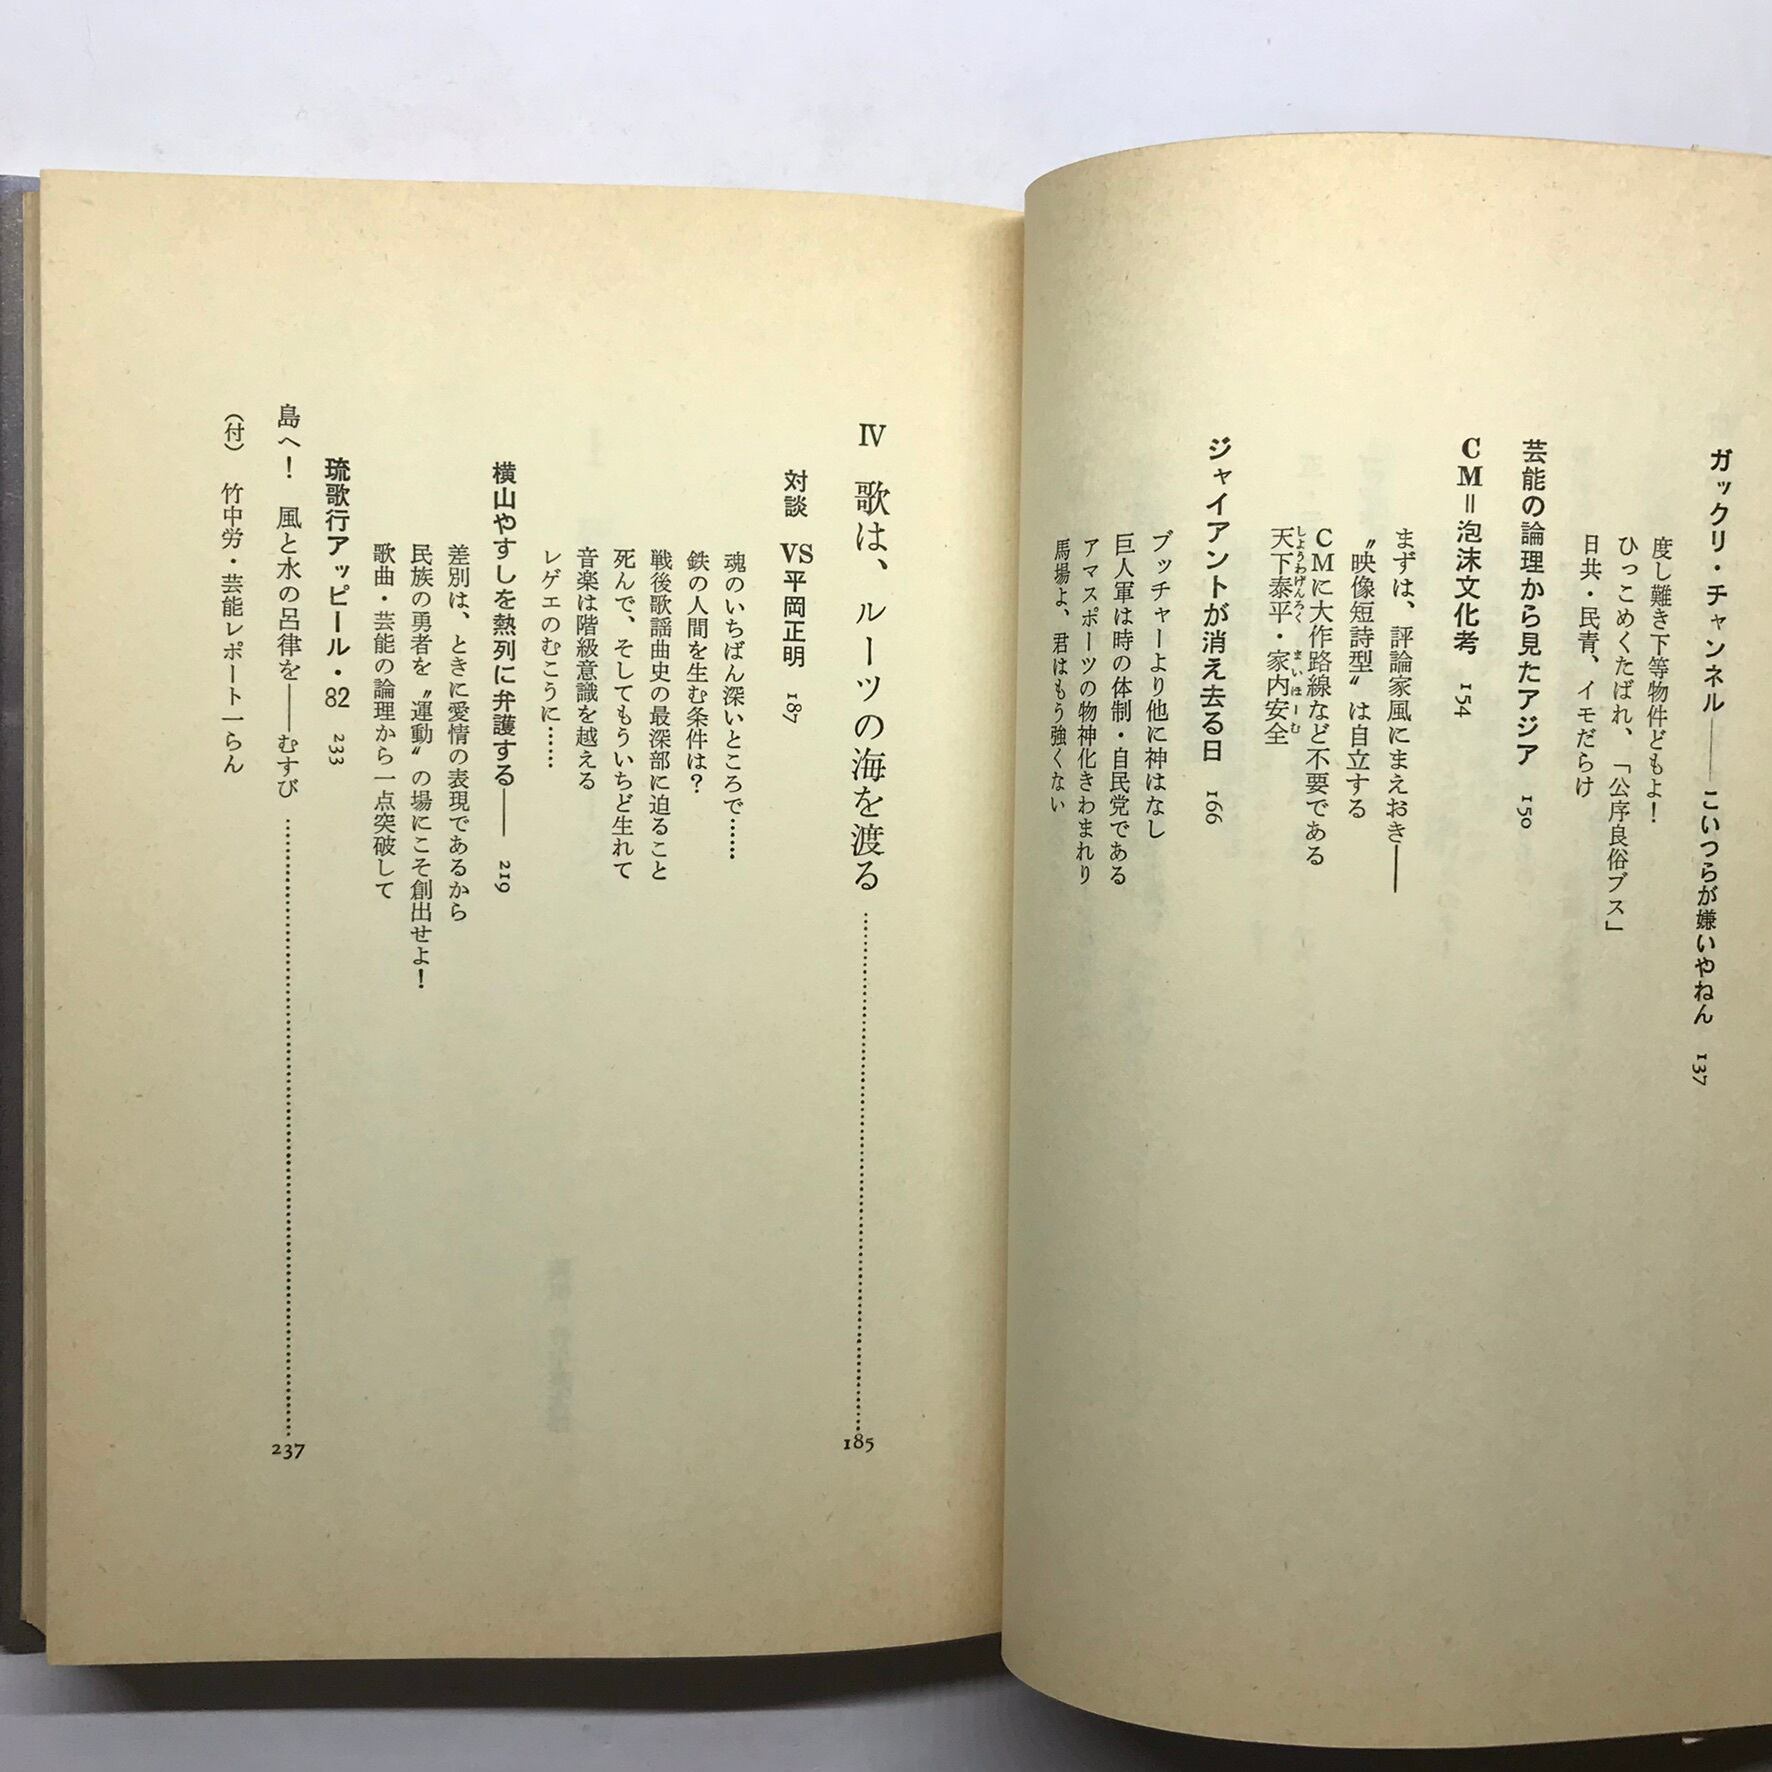 ガックリ・チャンネル――こいつらが嫌いやねん 137
度し難き下等物件どもよ！
ひっこめくたばれ、「公序良俗ブス」
日共・民青、イモだらけ
芸能の論理から見たアジア 150
CM＝泡沫文化考 154
まずは、評論家風にまえおき――
〝映像短詩型〟は自立する
CMに大作路線など不要である
天下泰平・家内安全
しょうわげんろく まいほーむ
ジャイアントが消え去る日 166
ブッチャーより他に神はなし
巨人軍は時の体制・自民党である
アマスポーツの物神化きわまれり
馬場よ、君はもう強くない
Ⅳ 歌は、ルーツの海を渡る……185
対談 VS平岡正明 187
魂のいちばん深いところで……
鉄の人間を生む条件は？
戦後歌謡曲史の最深部に迫ること
死んで、そしてもういちど生れて
音楽は階級意識を越える
レゲエのむこうに……
横山やすしを熱列に弁護する―― 219
差別は、ときに愛情の表現であるから
民族の勇者を〝運動〟の場にこそ創出せよ！
歌曲・芸能の論理から一点突破して
琉歌行アッピール・82 233
島へ！ 風と水の呂律を――むすび……237
（付） 竹中労・芸能レポート一らん